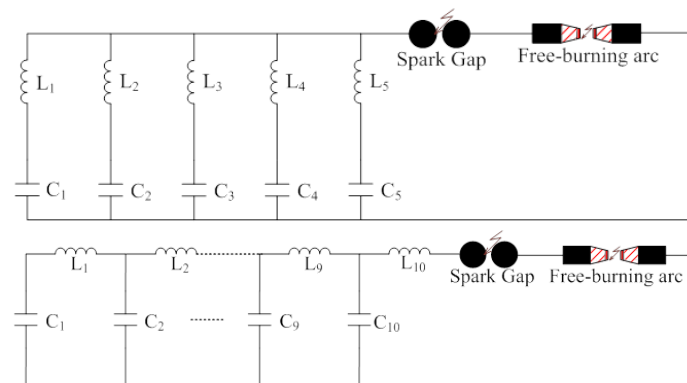 Spark Gap
Free-burning arc
L₁ L₂ L₃ L₄ L₅
C₁ C₂ C₃ C₄ C₅
L₁ L₂ L₉ L₁₀
Spark Gap
Free-burning arc
C₁ C₂ C₉ C₁₀